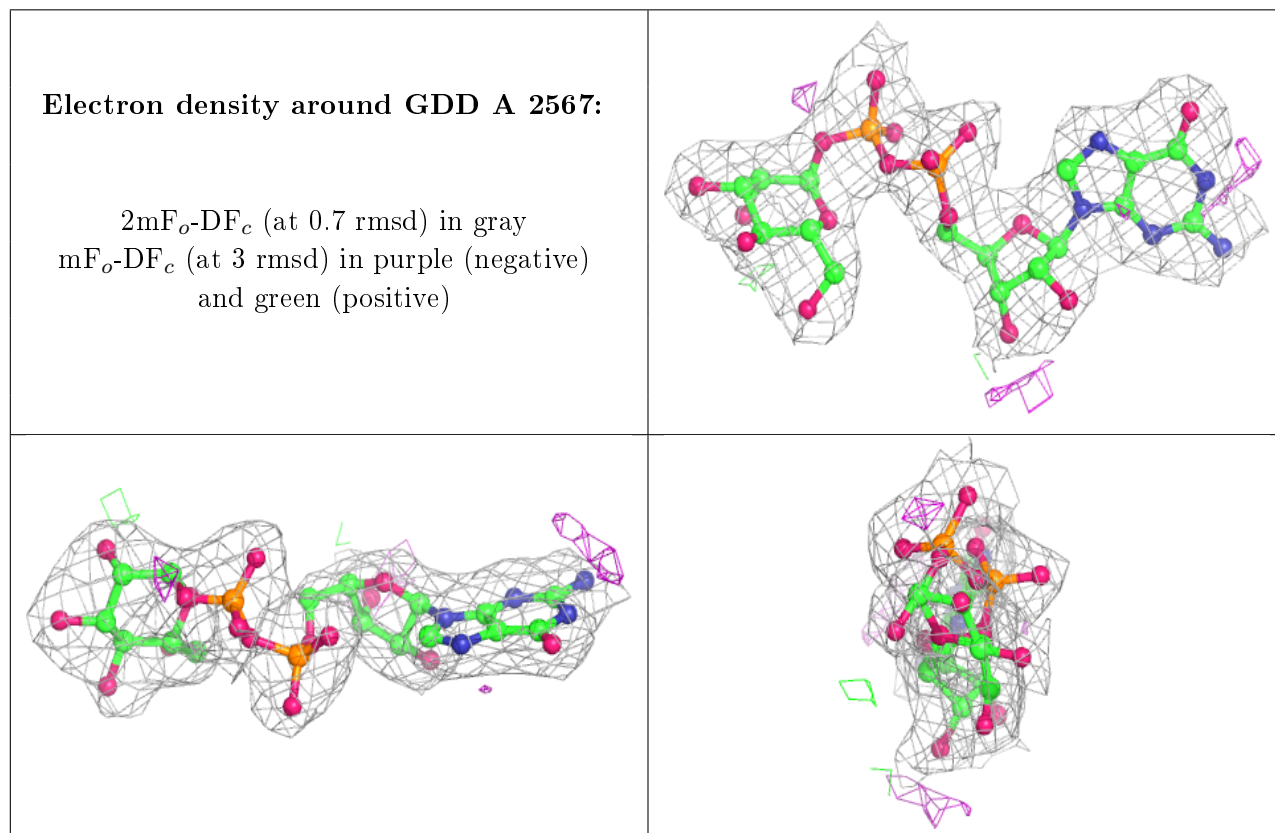 Electron density around GDD A 2567:
2mFo-DFc (at 0.7 rmsd) in gray
mFo-DFc (at 3 rmsd) in purple (negative)
and green (positive)